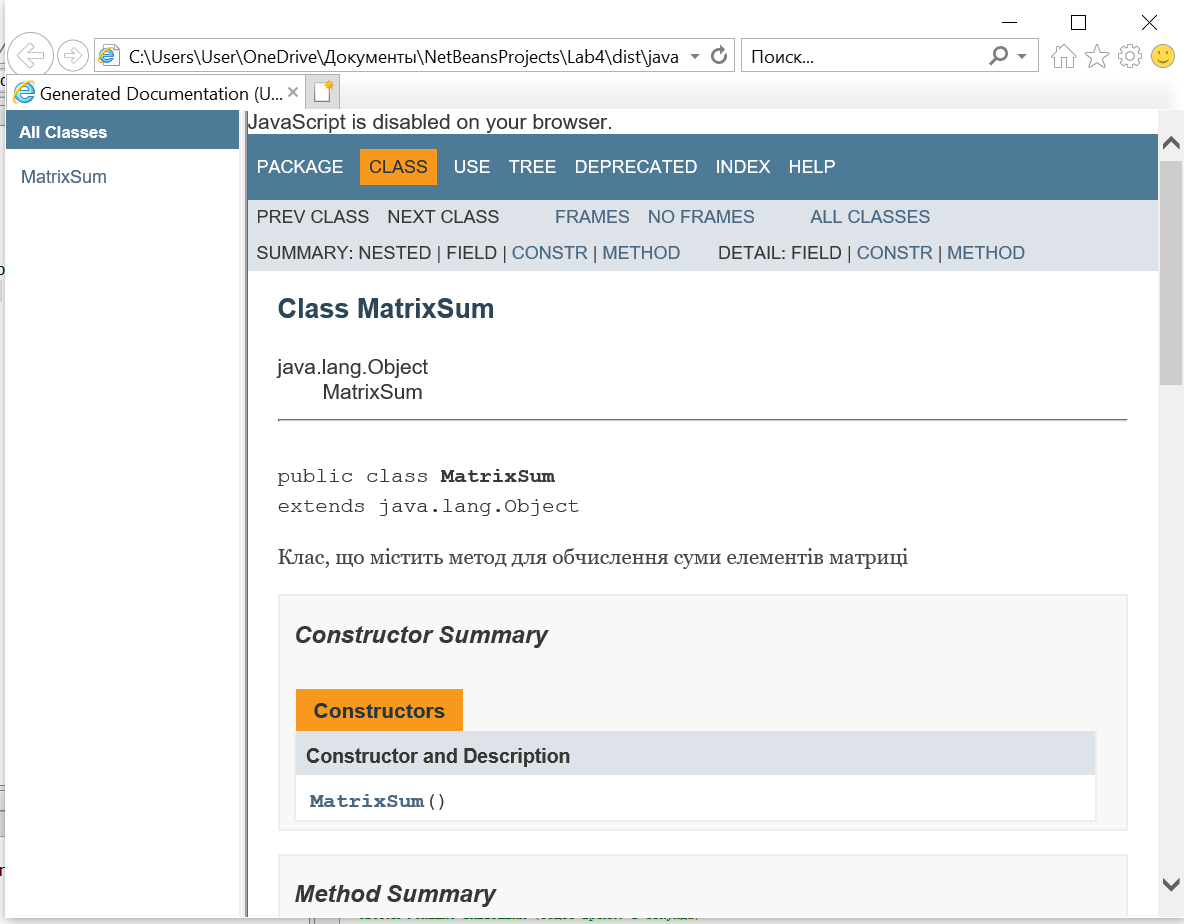 C:\Users\User\OneDrive\Документы\NetBeansProjects\Lab4\dist\java
Поиск...
Generated Documentation (U...
All Classes
MatrixSum
JavaScript is disabled on your browser.
PACKAGE CLASS USE TREE DEPRECATED INDEX HELP
PREV CLASS NEXT CLASS FRAMES NO FRAMES ALL CLASSES
SUMMARY: NESTED | FIELD | CONSTR | METHOD DETAIL: FIELD | CONSTR | METHOD
Class MatrixSum
java.lang.Object
MatrixSum
public class MatrixSum
extends java.lang.Object
Клас, що містить метод для обчислення суми елементів матриці
Constructor Summary
Constructors
Constructor and Description
MatrixSum()
Method Summary